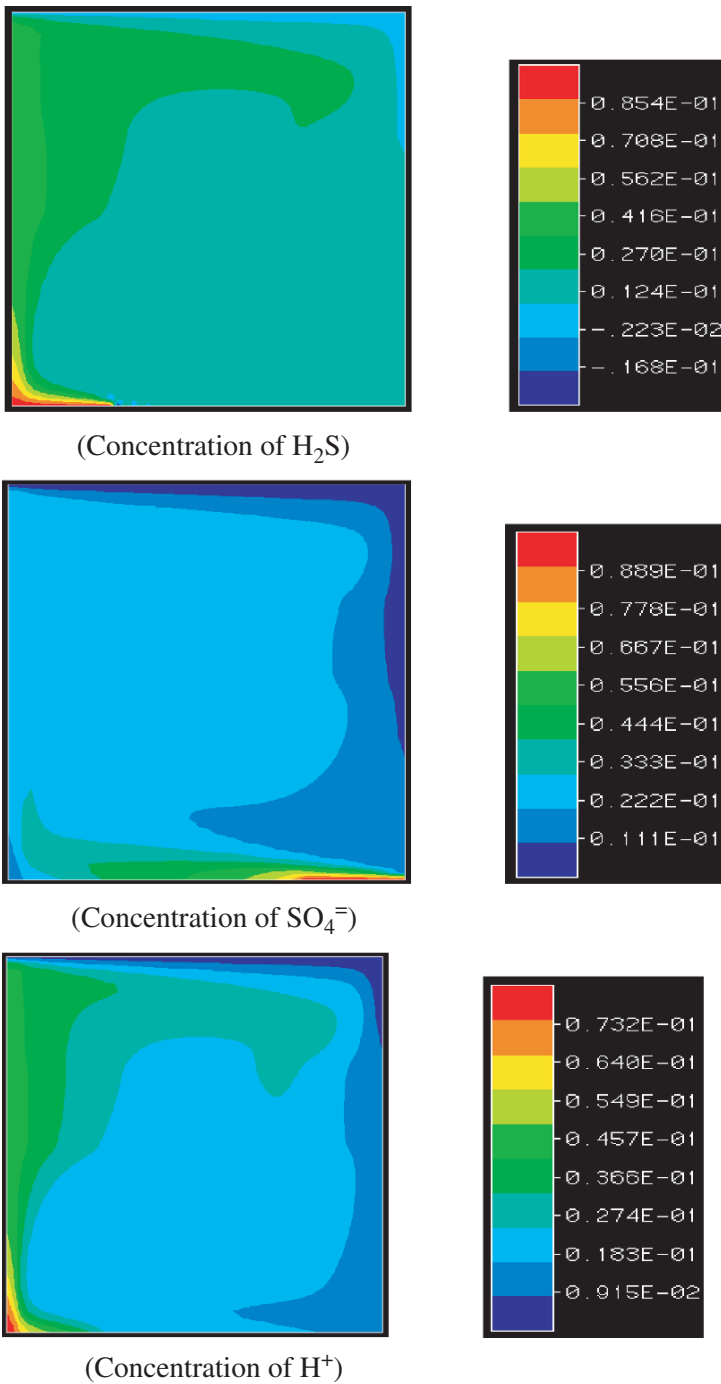 0.854E-01
0.708E-01
0.562E-01
0.416E-01
0.270E-01
0.124E-01
-.223E-02
-.168E-01
(Concentration of H₂S)
0.889E-01
0.778E-01
0.667E-01
0.556E-01
0.444E-01
0.333E-01
0.222E-01
0.111E-01
(Concentration of SO₄⁼)
0.732E-01
0.640E-01
0.549E-01
0.457E-01
0.366E-01
0.274E-01
0.183E-01
0.915E-02
(Concentration of H⁺)